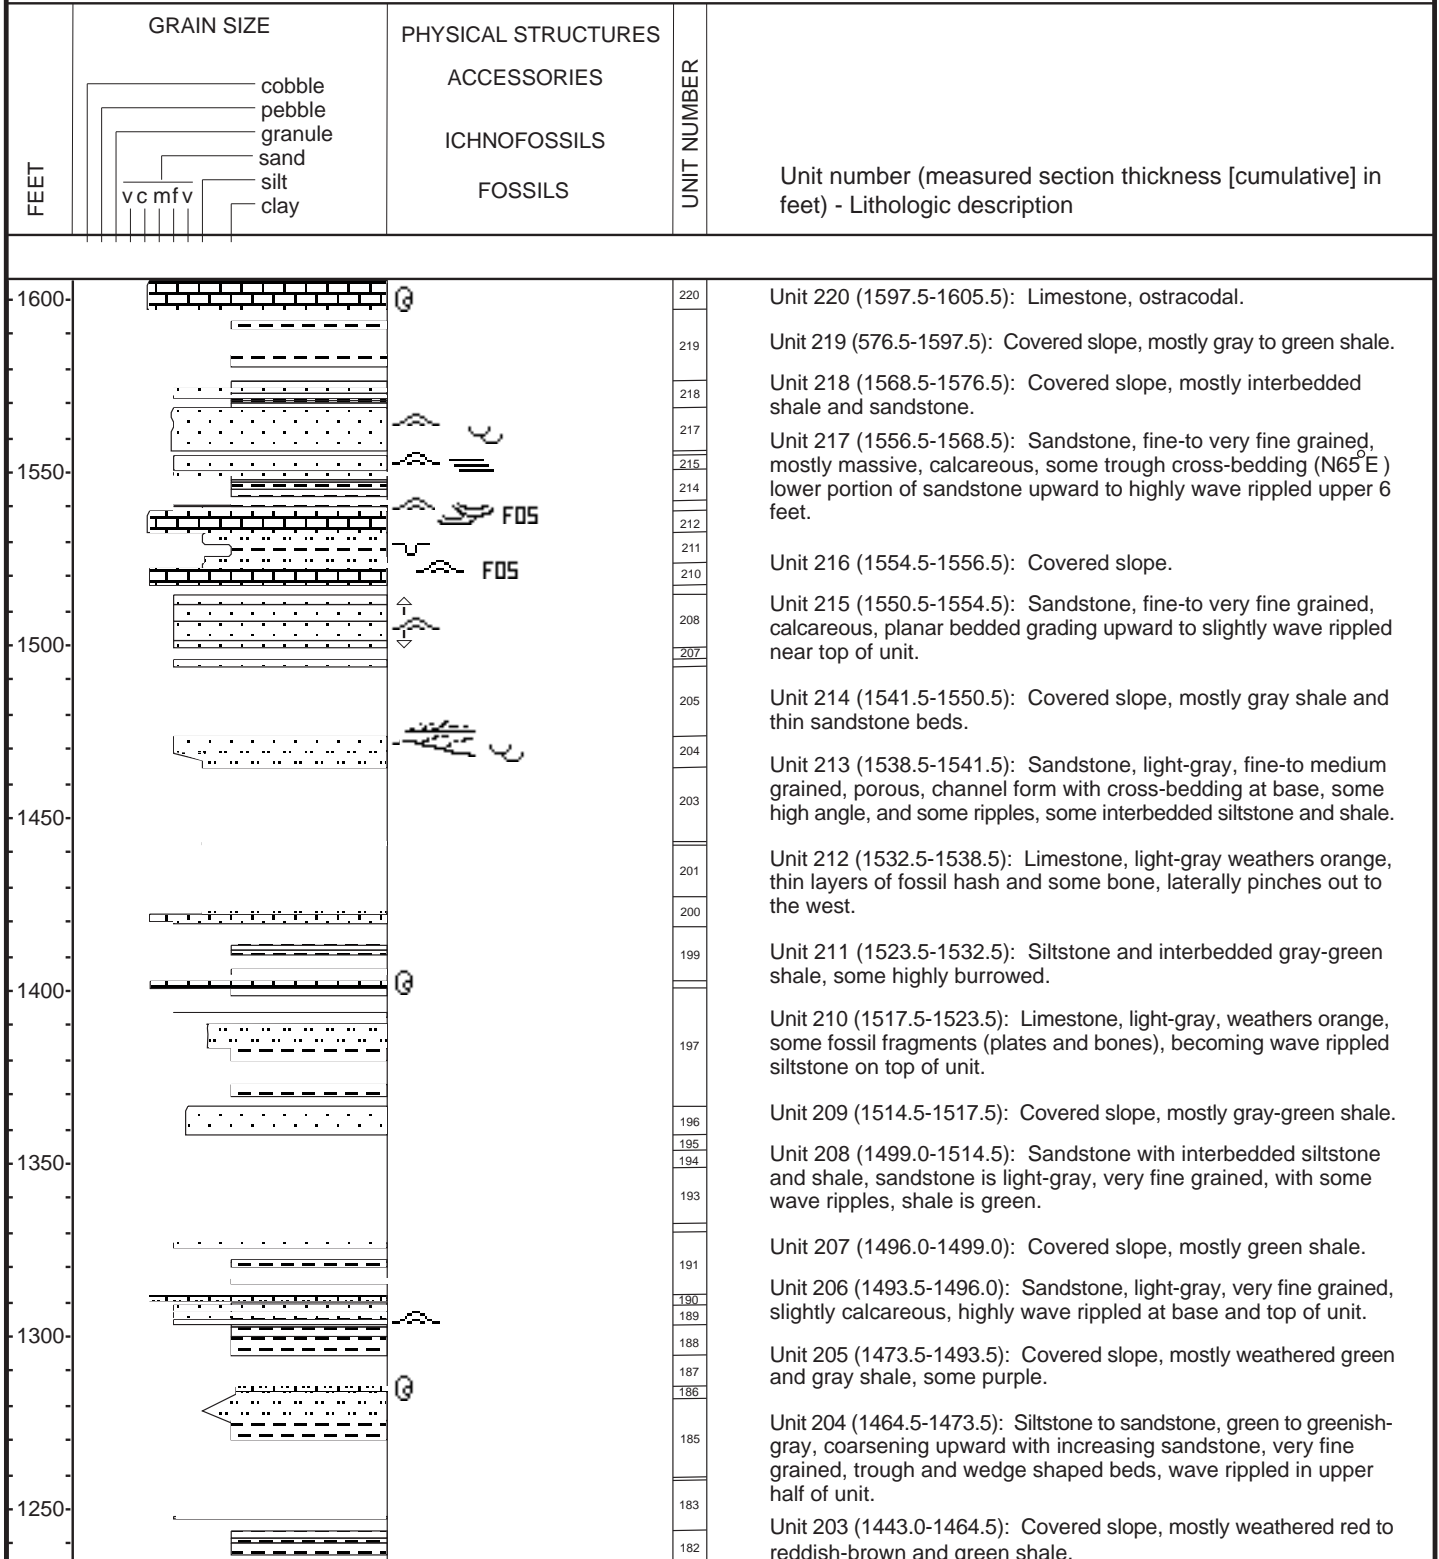 GRAIN SIZE
cobble
pebble
granule
sand
silt
clay
v c m f v
FEET
PHYSICAL STRUCTURES
ACCESSORIES
ICHNOFOSSILS
FOSSILS
UNIT NUMBER
Unit number (measured section thickness [cumulative] in
feet) - Lithologic description
1600
1550
1500
1450
1400
1350
1300
1250
FOS
FOS
220
219
218
217
215
214
212
211
210
208
207
205
204
203
201
200
199
197
196
195
194
193
191
190
189
188
187
186
185
183
182
Unit 220 (1597.5-1605.5): Limestone, ostracodal.
Unit 219 (576.5-1597.5): Covered slope, mostly gray to green shale.
Unit 218 (1568.5-1576.5): Covered slope, mostly interbedded
shale and sandstone.
Unit 217 (1556.5-1568.5): Sandstone, fine-to very fine grained,
mostly massive, calcareous, some trough cross-bedding (N65°E )
lower portion of sandstone upward to highly wave rippled upper 6
feet.
Unit 216 (1554.5-1556.5): Covered slope.
Unit 215 (1550.5-1554.5): Sandstone, fine-to very fine grained,
calcareous, planar bedded grading upward to slightly wave rippled
near top of unit.
Unit 214 (1541.5-1550.5): Covered slope, mostly gray shale and
thin sandstone beds.
Unit 213 (1538.5-1541.5): Sandstone, light-gray, fine-to medium
grained, porous, channel form with cross-bedding at base, some
high angle, and some ripples, some interbedded siltstone and shale.
Unit 212 (1532.5-1538.5): Limestone, light-gray weathers orange,
thin layers of fossil hash and some bone, laterally pinches out to
the west.
Unit 211 (1523.5-1532.5): Siltstone and interbedded gray-green
shale, some highly burrowed.
Unit 210 (1517.5-1523.5): Limestone, light-gray, weathers orange,
some fossil fragments (plates and bones), becoming wave rippled
siltstone on top of unit.
Unit 209 (1514.5-1517.5): Covered slope, mostly gray-green shale.
Unit 208 (1499.0-1514.5): Sandstone with interbedded siltstone
and shale, sandstone is light-gray, very fine grained, with some
wave ripples, shale is green.
Unit 207 (1496.0-1499.0): Covered slope, mostly green shale.
Unit 206 (1493.5-1496.0): Sandstone, light-gray, very fine grained,
slightly calcareous, highly wave rippled at base and top of unit.
Unit 205 (1473.5-1493.5): Covered slope, mostly weathered green
and gray shale, some purple.
Unit 204 (1464.5-1473.5): Siltstone to sandstone, green to greenish-
gray, coarsening upward with increasing sandstone, very fine
grained, trough and wedge shaped beds, wave rippled in upper
half of unit.
Unit 203 (1443.0-1464.5): Covered slope, mostly weathered red to
reddish-brown and green shale.